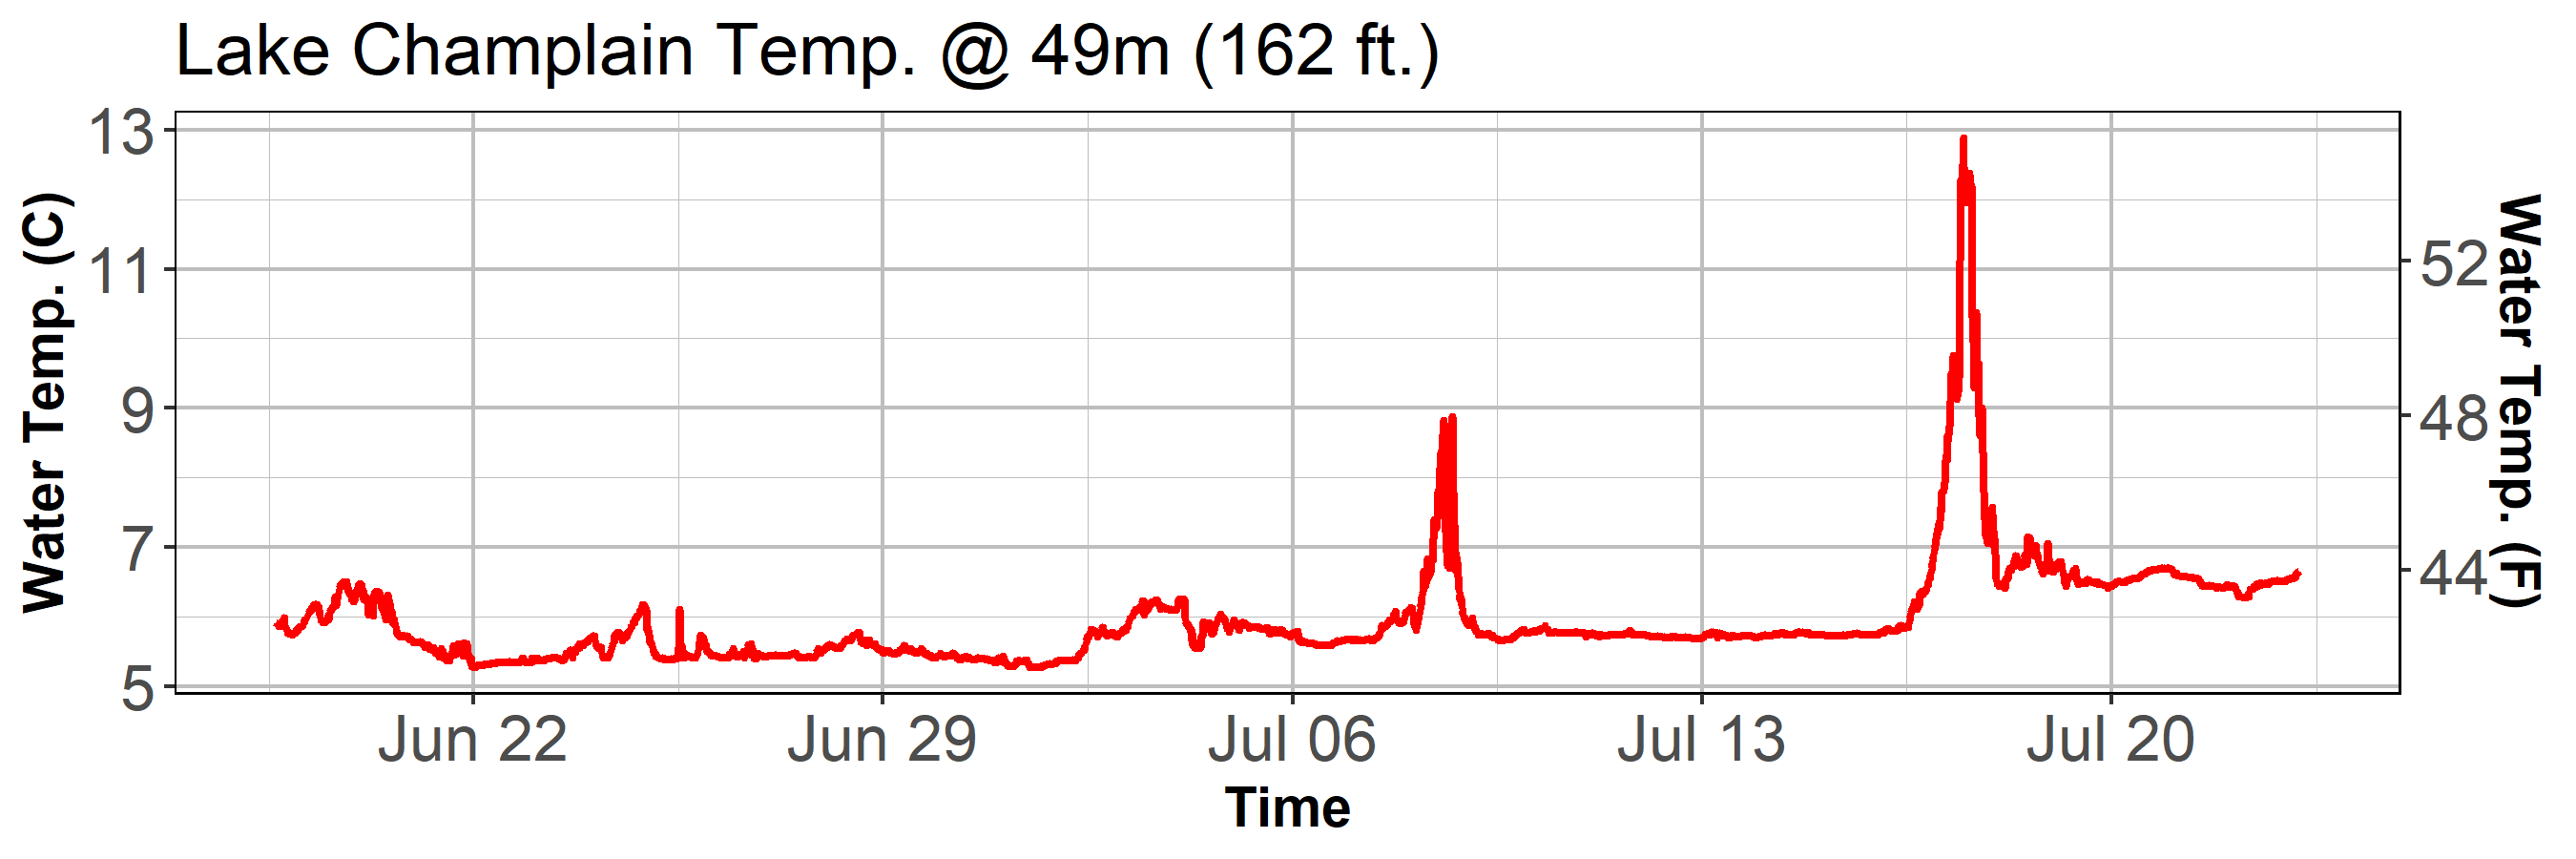 Lake Champlain Temp. @ 49m (162 ft.)
Water Temp. (C)
13
11
9
7
5
52
48
44
Water Temp. (F)
Jun 22 Jun 29 Jul 06 Jul 13 Jul 20
Time